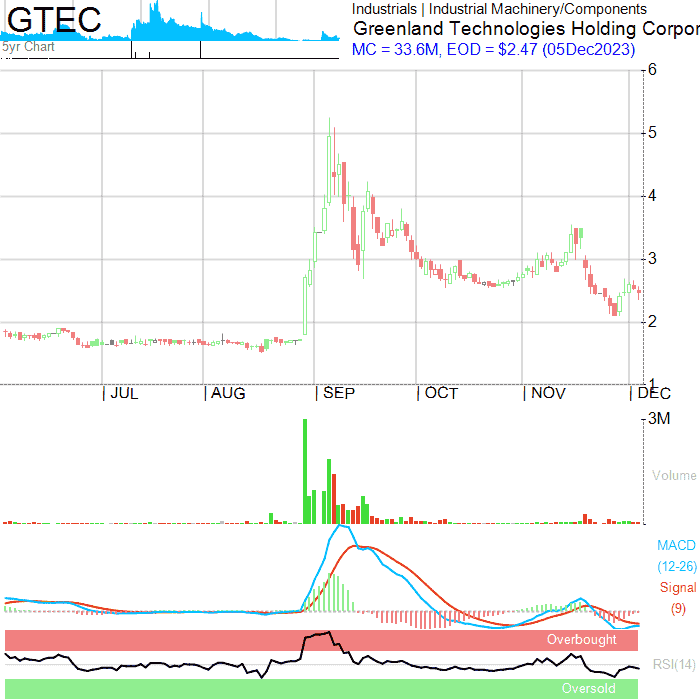 GTEC
5yr Chart
Industrials | Industrial Machinery/Components
Greenland Technologies Holding Corpor
MC = 33.6M, EOD = $2.47 (05Dec2023)
6
5
4
3
2
1
| JUL | AUG | SEP | OCT | NOV | DEC
3M
Volume
MACD
(12-26)
Signal
(9)
Overbought
RSI(14)
Oversold